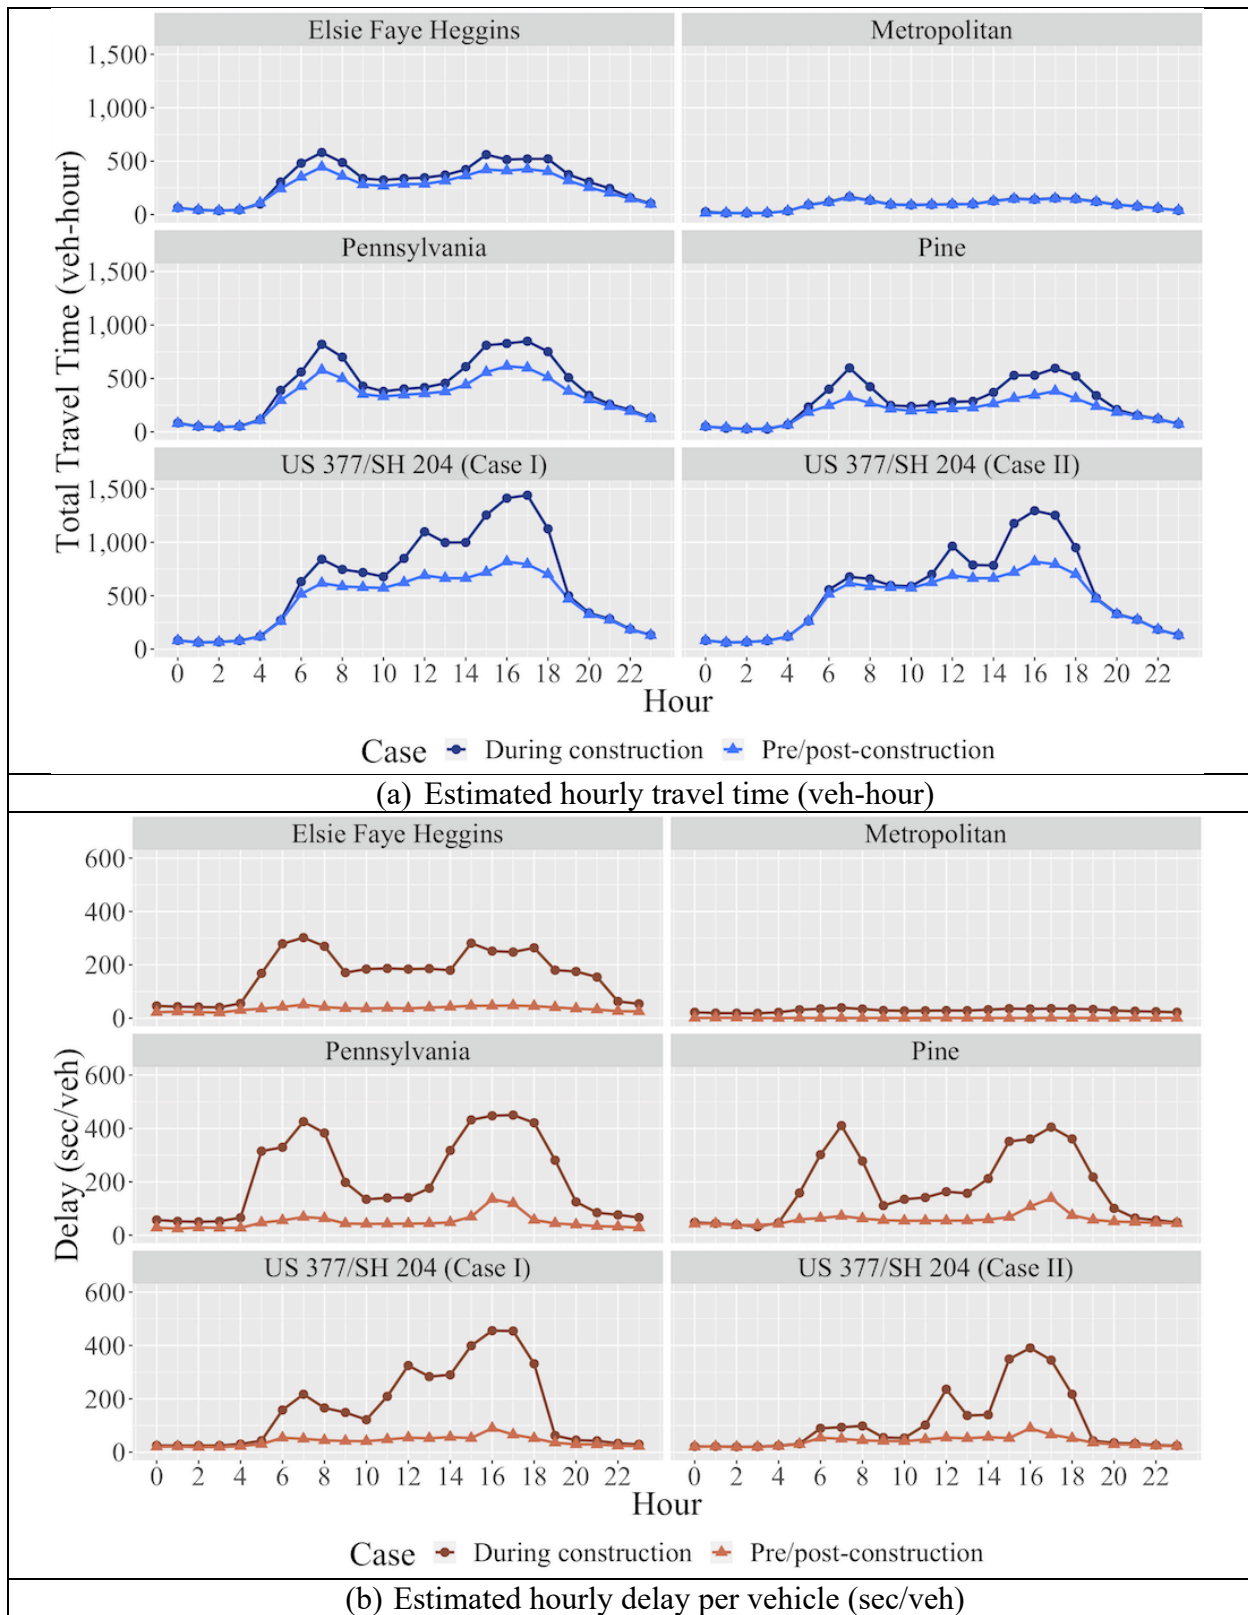 Elsie Faye Heggins
Metropolitan
1,500
1,000
500
0
Pennsylvania
Pine
1,500
1,000
500
0
US 377/SH 204 (Case I)
US 377/SH 204 (Case II)
1,500
1,000
500
0
Total Travel Time (veh-hour)
0 2 4 6 8 10 12 14 16 18 20 22
0 2 4 6 8 10 12 14 16 18 20 22
Hour
Case During construction Pre/post-construction
(a) Estimated hourly travel time (veh-hour)
Elsie Faye Heggins
Metropolitan
600
400
200
0
Pennsylvania
Pine
600
400
200
0
US 377/SH 204 (Case I)
US 377/SH 204 (Case II)
600
400
200
0
Delay (sec/veh)
0 2 4 6 8 10 12 14 16 18 20 22
0 2 4 6 8 10 12 14 16 18 20 22
Hour
Case During construction Pre/post-construction
(b) Estimated hourly delay per vehicle (sec/veh)